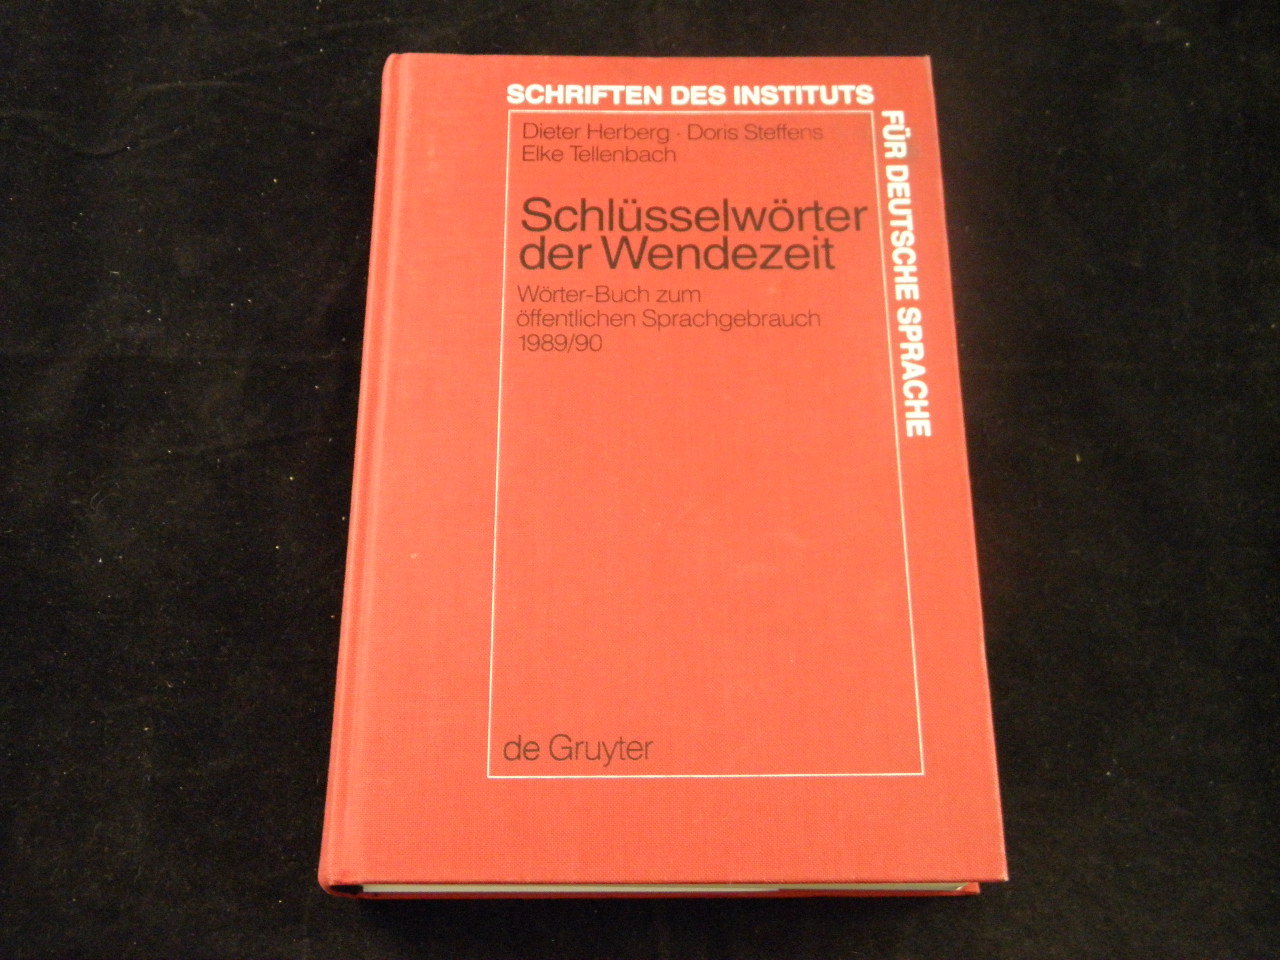 SCHRIFTEN DES INSTITUTS
FÜR DEUTSCHE SPRACHE
Dieter Herberg · Doris Steffens
Elke Tellenbach
Schlüsselwörter
der Wendezeit
Wörter-Buch zum
öffentlichen Sprachgebrauch
1989/90
de Gruyter